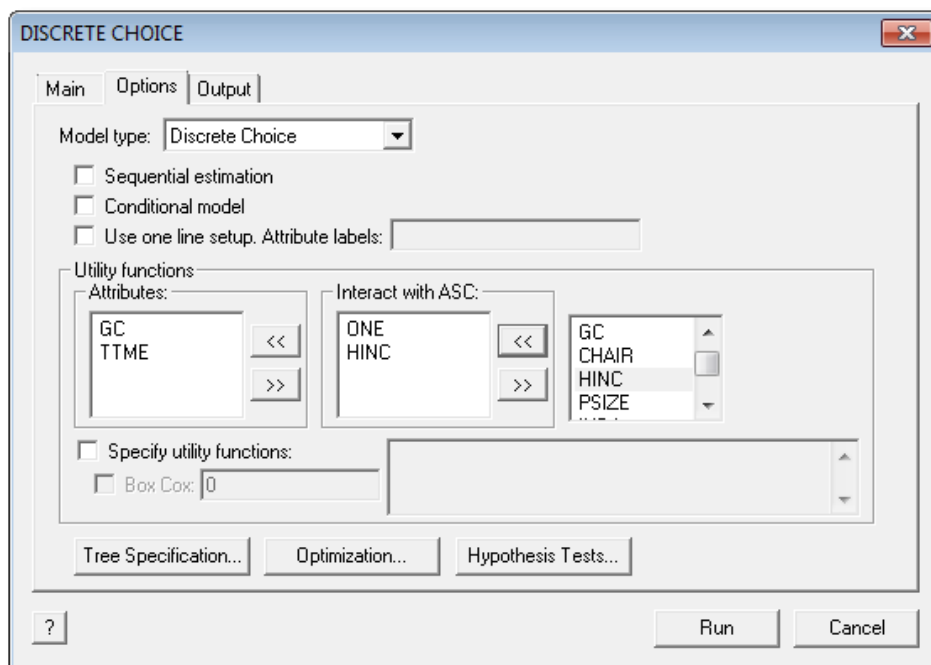 DISCRETE CHOICE
Main Options Output
Model type: Discrete Choice
Sequential estimation
Conditional model
Use one line setup. Attribute labels:
Utility functions
Attributes:
GC
TTME
<<
>>
Interact with ASC:
ONE
HINC
<<
>>
GC
CHAIR
HINC
PSIZE
Specify utility functions:
Box Cox: 0
Tree Specification... Optimization... Hypothesis Tests...
? Run Cancel